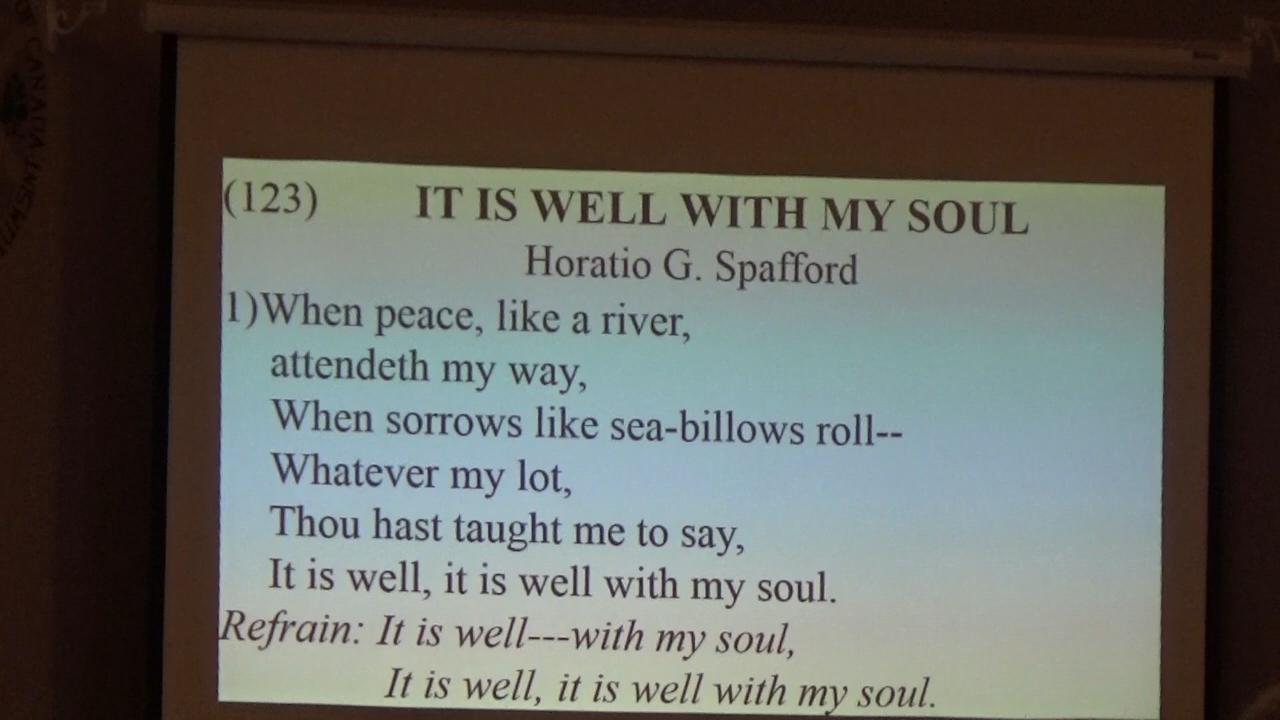 (123) IT IS WELL WITH MY SOUL
Horatio G. Spafford
1)When peace, like a river,
attendeth my way,
When sorrows like sea-billows roll--
Whatever my lot,
Thou hast taught me to say,
It is well, it is well with my soul.
Refrain: It is well---with my soul,
It is well, it is well with my soul.